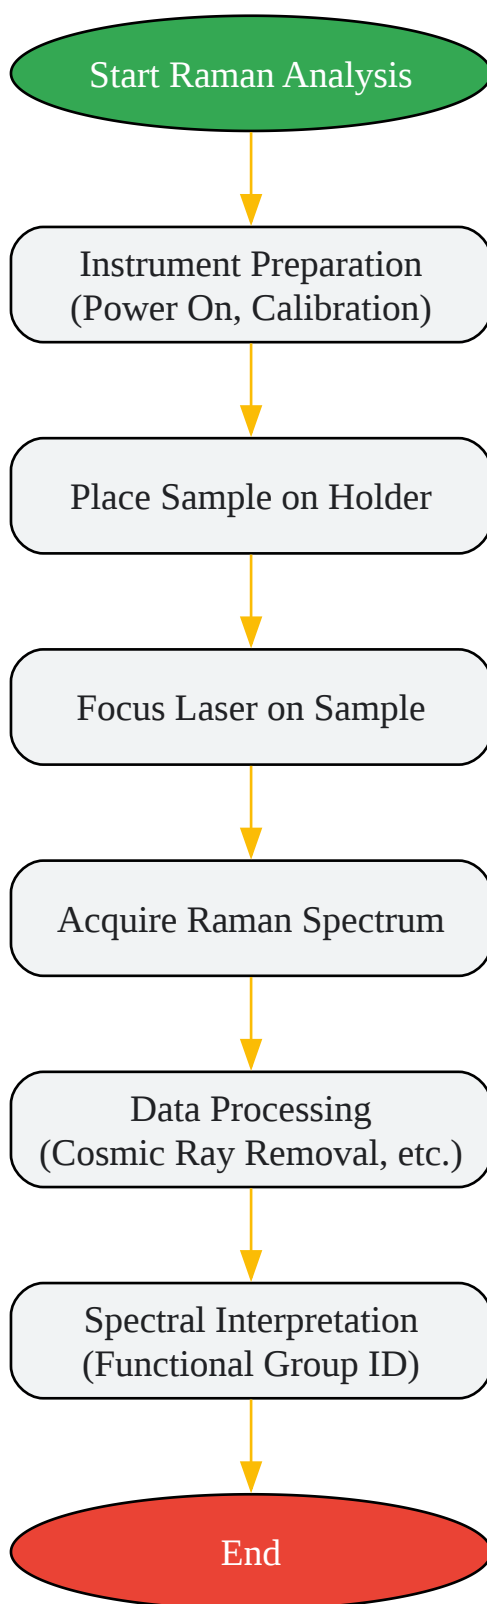 Start Raman Analysis
Instrument Preparation
(Power On, Calibration)
Place Sample on Holder
Focus Laser on Sample
Acquire Raman Spectrum
Data Processing
(Cosmic Ray Removal, etc.)
Spectral Interpretation
(Functional Group ID)
End